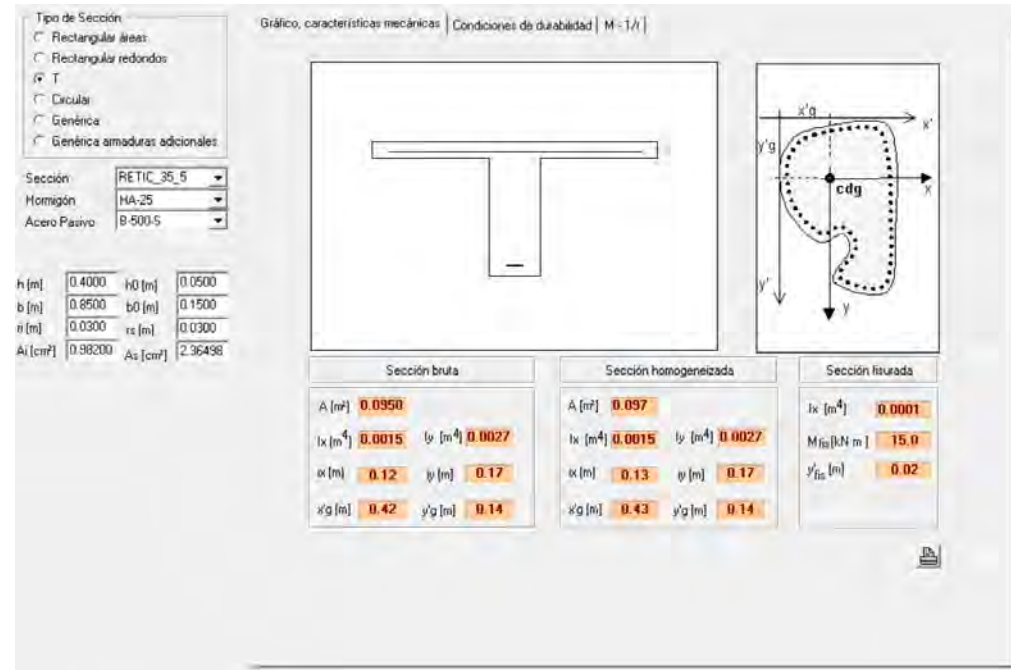 Tipo de Sección
Rectangular áreas
Rectangular redondos
T
Circular
Genérica
Genérica armaduras adicionales
Sección RETIC_35_5
Hormigón HA-25
Acero Pasivo B-500-S
h [m] 0.4000 h0 [m] 0.0500
b [m] 0.8500 b0 [m] 0.1500
ri [m] 0.0300 rs [m] 0.0300
Ai [cm²] 0.98200 As [cm²] 2.36498
Gráfico, características mecánicas Condiciones de durabilidad M - 1/r
x'g
x'
y'g
cdg
x
y'
y
Sección bruta
A [m²] 0.0950
Ix [m⁴] 0.0015 Iy [m⁴] 0.0027
ix [m] 0.12 iy [m] 0.17
x'g [m] 0.42 y'g [m] 0.14
Sección homogeneizada
A [m²] 0.097
Ix [m⁴] 0.0015 Iy [m⁴] 0.0027
ix [m] 0.13 iy [m] 0.17
x'g [m] 0.43 y'g [m] 0.14
Sección fisurada
Ix [m⁴] 0.0001
Mfis [kN m ] 15.0
y'fis [m] 0.02